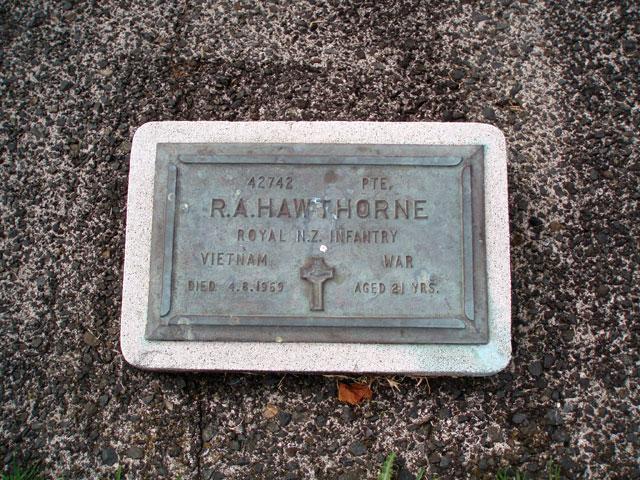 42742 PTE.
R.A.HAWTHORNE
ROYAL N.Z. INFANTRY
VIETNAM WAR
DIED 4.8.1969 AGED 21 YRS.